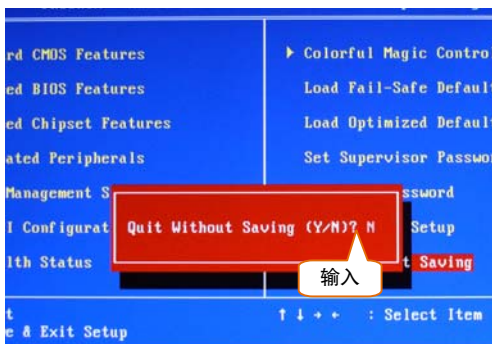 rd CMOS Features
ed BIOS Features
ed Chipset Features
ated Peripherals
Management S
I Configurat
lth Status
Colorful Magic Contro
Load Fail-Safe Defaul
Load Optimized Defaul
Set Supervisor Passwo
ssword
Setup
t Saving
Quit Without Saving (Y/N)? N
输入
t
e & Exit Setup
↑ ↓ → ← : Select Item